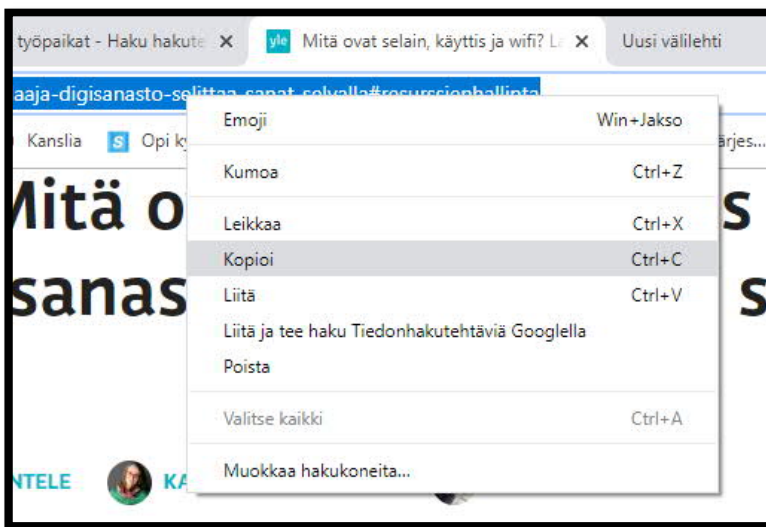 työpaikat - Haku hakute
yle Mitä ovat selain, käyttis ja wifi? La
Uusi välilehti
aaja-digisanasto-selittaa-sanat-selvalla#resurssienhallinta
Kanslia
S Opi ky
ärjes...
Mitä o
s
sanas
s
Emoji Win+Jakso
Kumoa Ctrl+Z
Leikkaa Ctrl+X
Kopioi Ctrl+C
Liitä Ctrl+V
Liitä ja tee haku Tiedonhakutehtäviä Googlella
Poista
Valitse kaikki Ctrl+A
Muokkaa hakukoneita...
NTELE
KA